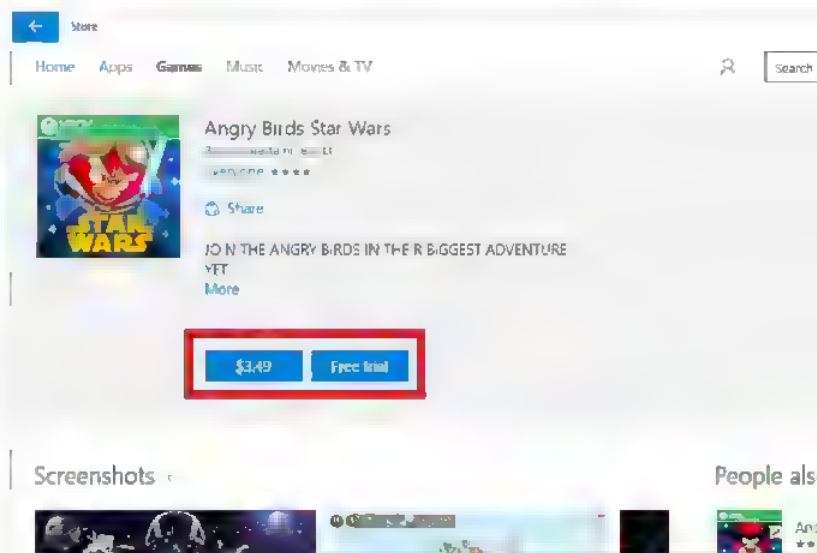 Store
Home Apps Games Music Movies & TV
Search
Angry Birds Star Wars
Share
JOIN THE ANGRY BIRDS IN THEIR BIGGEST ADVENTURE
YET
More
$3.49 Free trial
STAR
WARS
Screenshots
People als